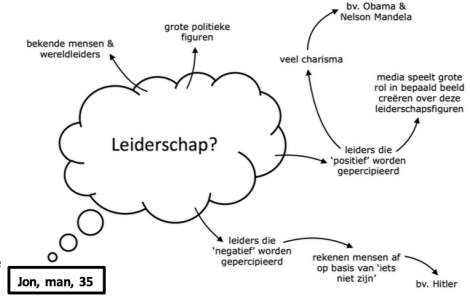 bv. Obama &
Nelson Mandela
grote politieke
figuren
bekende mensen &
wereldleiders
veel charisma
media speelt grote
rol in bepaald beeld
creëren over deze
leiderschapsfiguren
Leiderschap?
leiders die
'positief' worden
gepercipieerd
leiders die
'negatief' worden
gepercipieerd
rekenen mensen af
op basis van 'iets
niet zijn'
bv. Hitler
Jon, man, 35